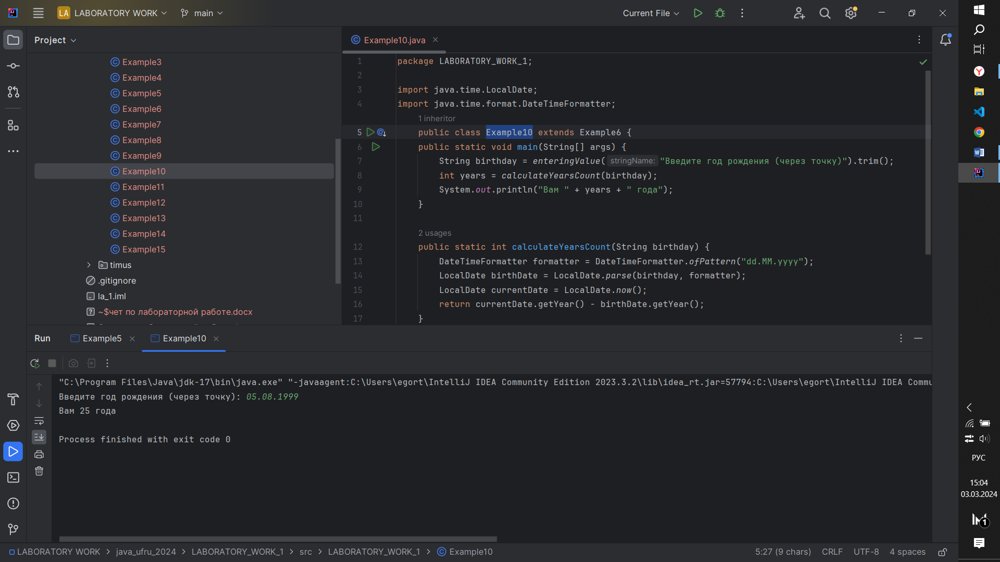 LA LABORATORY WORK main
Current File
Project
Example3
Example4
Example5
Example6
Example7
Example8
Example9
Example10
Example11
Example12
Example13
Example14
Example15
timus
.gitignore
la_1.iml
~$чет по лабораторной работе.docx
Example10.java
1 package LABORATORY_WORK_1;
2
3 import java.time.LocalDate;
4 import java.time.format.DateTimeFormatter;
1 inheritor
5 public class Example10 extends Example6 {
6 public static void main(String[] args) {
7 String birthday = enteringValue( stringName: "Введите год рождения (через точку)").trim();
8 int years = calculateYearsCount(birthday);
9 System.out.println("Вам " + years + " года");
10 }
11
2 usages
12 public static int calculateYearsCount(String birthday) {
13 DateTimeFormatter formatter = DateTimeFormatter.ofPattern("dd.MM.yyyy");
14 LocalDate birthDate = LocalDate.parse(birthday, formatter);
15 LocalDate currentDate = LocalDate.now();
16 return currentDate.getYear() - birthDate.getYear();
17 }
Run Example5 Example10
"C:\Program Files\Java\jdk-17\bin\java.exe" "-javaagent:C:\Users\egort\IntelliJ IDEA Community Edition 2023.3.2\lib\idea_rt.jar=57794:C:\Users\egort\IntelliJ IDEA Commu
Введите год рождения (через точку): 05.08.1999
Вам 25 года
Process finished with exit code 0
LABORATORY WORK > java_ufru_2024 > LABORATORY_WORK_1 > src > LABORATORY_WORK_1 > Example10
5:27 (9 chars) CRLF UTF-8 4 spaces
РУС
15:04
03.03.2024
1